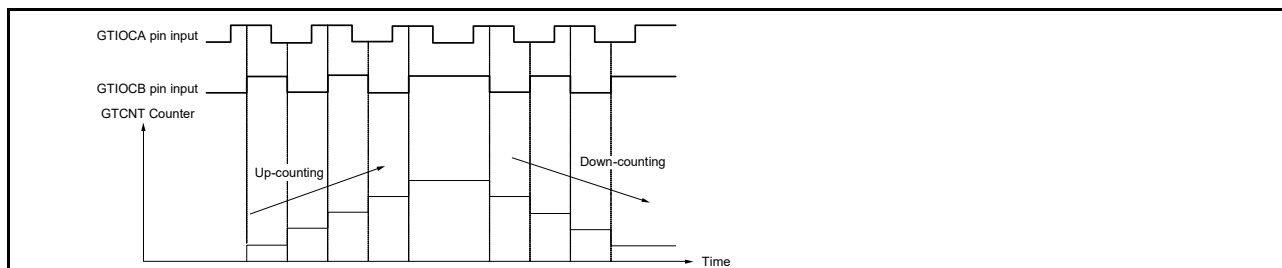 GTIOCA pin input
GTIOCB pin input
GTCNT Counter
Up-counting
Down-counting
Time